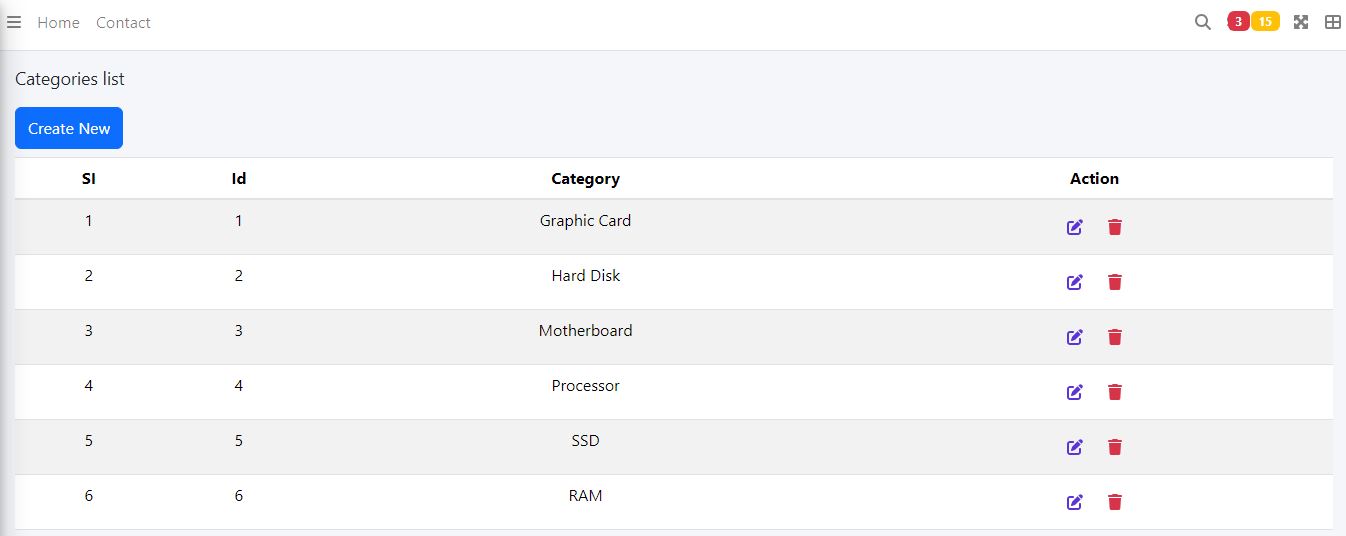 Home Contact 3 15
Categories list
Create New
SI Id Category Action
1 1 Graphic Card
2 2 Hard Disk
3 3 Motherboard
4 4 Processor
5 5 SSD
6 6 RAM